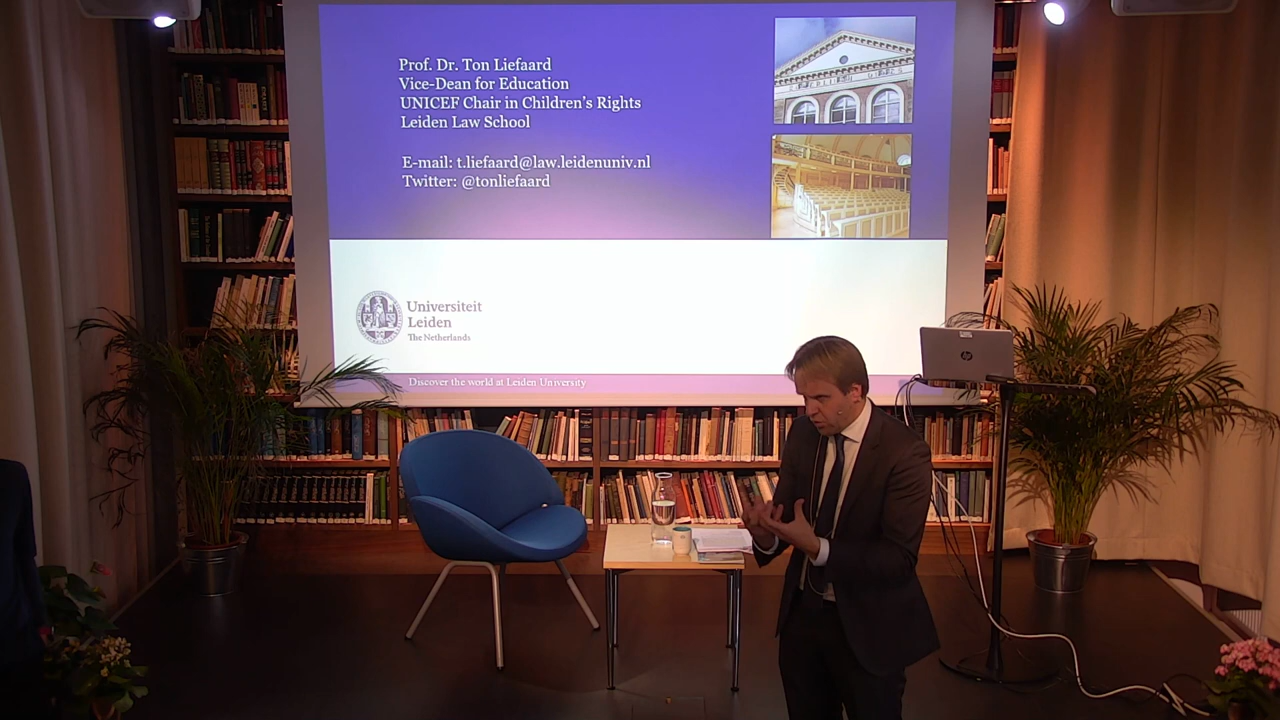 Prof. Dr. Ton Liefaard
Vice-Dean for Education
UNICEF Chair in Children's Rights
Leiden Law School
E-mail: t.liefaard@law.leidenuniv.nl
Twitter: @tonliefaard
Universiteit
Leiden
The Netherlands
Discover the world at Leiden University
hp